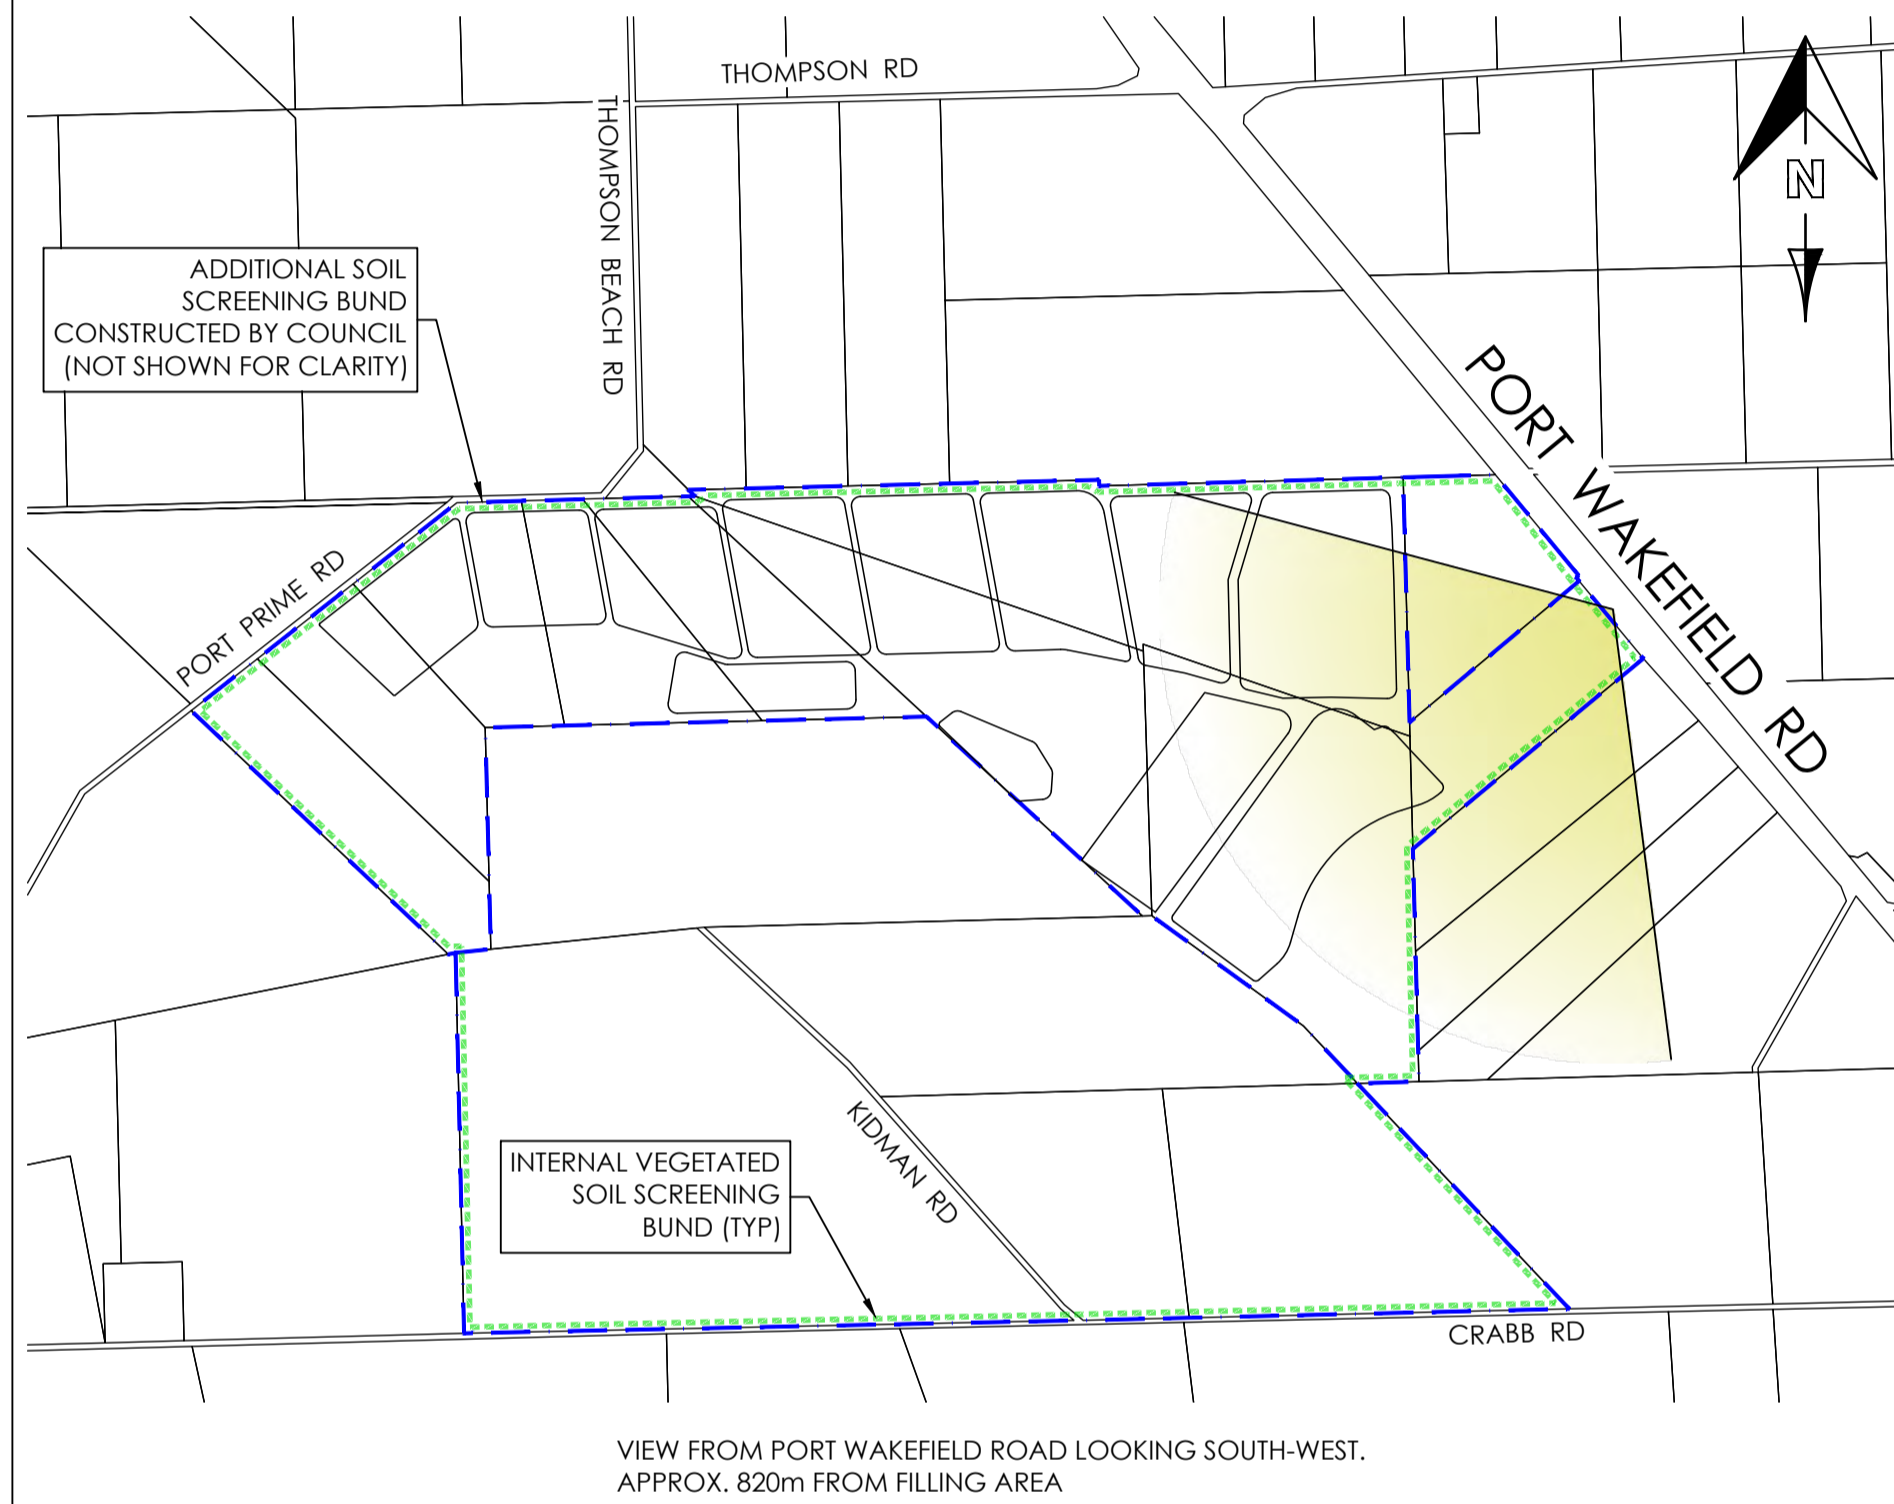 THOMPSON RD
THOMPSON BEACH RD
N
ADDITIONAL SOIL
SCREENING BUND
CONSTRUCTED BY COUNCIL
(NOT SHOWN FOR CLARITY)
PORT WAKEFIELD RD
PORT PRIME RD
KIDMAN RD
INTERNAL VEGETATED
SOIL SCREENING
BUND (TYP)
CRABB RD
VIEW FROM PORT WAKEFIELD ROAD LOOKING SOUTH-WEST.
APPROX. 820m FROM FILLING AREA